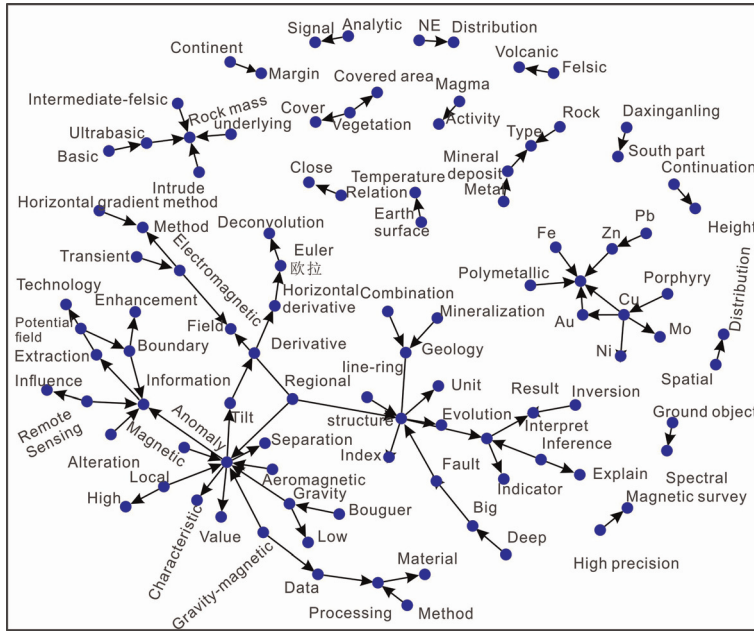 Signal
Analytic
NE
Distribution
Continent
Margin
Volcanic
Felsic
Covered area
Magma
Intermediate-felsic
Rock mass
underlying
Cover
Vegetation
Activity
Type
Rock
Daxinganling
Ultrabasic
Basic
Intrude
Close
Relation
Temperature
Earth
surface
Mineral
deposit
Metal
South part
Continuation
Height
Horizontal gradient method
Method
Deconvolution
Euler
欧拉
Transient
Electromagnetic
Horizontal
derivative
Fe
Zn
Pb
Polymetallic
Porphyry
Cu
Au
Ni
Mo
Distribution
Spatial
Technology
Enhancement
Potential
field
Boundary
Field
Derivative
Combination
Mineralization
Geology
Extraction
Information
Regional
line-ring
Unit
Influence
Remote
Sensing
Anomaly
Tilt
structure
Evolution
Result
Inversion
Interpret
Inference
Ground object
Alteration
Magnetic
Separation
Index
Indicator
Explain
Spectral
Local
High
Aeromagnetic
Gravity
Bouguer
Fault
Magnetic survey
Characteristic
Value
Low
Big
Deep
High precision
Gravity-magnetic
Data
Material
Processing
Method